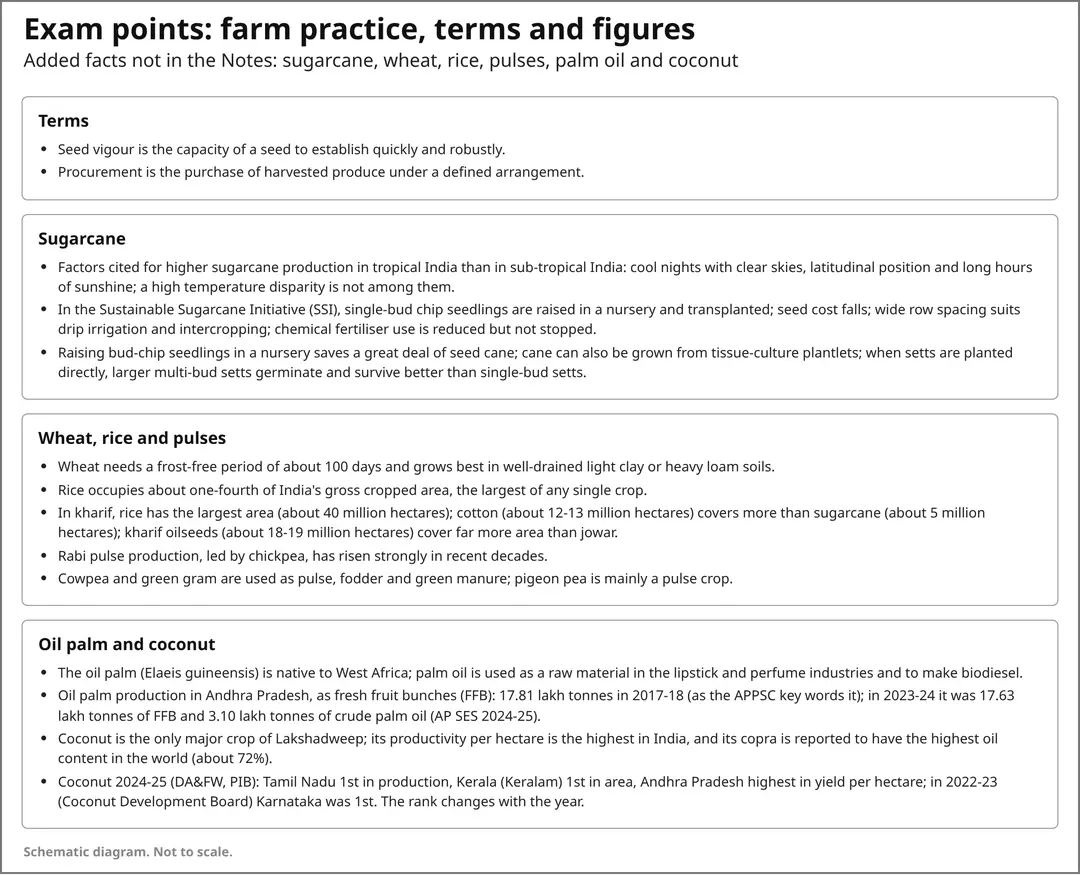 Exam points: farm practice, terms and figures
Added facts not in the Notes: sugarcane, wheat, rice, pulses, palm oil and coconut
Terms
• Seed vigour is the capacity of a seed to establish quickly and robustly.
• Procurement is the purchase of harvested produce under a defined arrangement.
Sugarcane
• Factors cited for higher sugarcane production in tropical India than in sub-tropical India: cool nights with clear skies, latitudinal position and long hours
of sunshine; a high temperature disparity is not among them.
• In the Sustainable Sugarcane Initiative (SSI), single-bud chip seedlings are raised in a nursery and transplanted; seed cost falls; wide row spacing suits
drip irrigation and intercropping; chemical fertiliser use is reduced but not stopped.
• Raising bud-chip seedlings in a nursery saves a great deal of seed cane; cane can also be grown from tissue-culture plantlets; when setts are planted
directly, larger multi-bud setts germinate and survive better than single-bud setts.
Wheat, rice and pulses
• Wheat needs a frost-free period of about 100 days and grows best in well-drained light clay or heavy loam soils.
• Rice occupies about one-fourth of India's gross cropped area, the largest of any single crop.
• In kharif, rice has the largest area (about 40 million hectares); cotton (about 12-13 million hectares) covers more than sugarcane (about 5 million
hectares); kharif oilseeds (about 18-19 million hectares) cover far more area than jowar.
• Rabi pulse production, led by chickpea, has risen strongly in recent decades.
• Cowpea and green gram are used as pulse, fodder and green manure; pigeon pea is mainly a pulse crop.
Oil palm and coconut
• The oil palm (Elaeis guineensis) is native to West Africa; palm oil is used as a raw material in the lipstick and perfume industries and to make biodiesel.
• Oil palm production in Andhra Pradesh, as fresh fruit bunches (FFB): 17.81 lakh tonnes in 2017-18 (as the APPSC key words it); in 2023-24 it was 17.63
lakh tonnes of FFB and 3.10 lakh tonnes of crude palm oil (AP SES 2024-25).
• Coconut is the only major crop of Lakshadweep; its productivity per hectare is the highest in India, and its copra is reported to have the highest oil
content in the world (about 72%).
• Coconut 2024-25 (DA&FW, PIB): Tamil Nadu 1st in production, Kerala (Keralam) 1st in area, Andhra Pradesh highest in yield per hectare; in 2022-23
(Coconut Development Board) Karnataka was 1st. The rank changes with the year.
Schematic diagram. Not to scale.